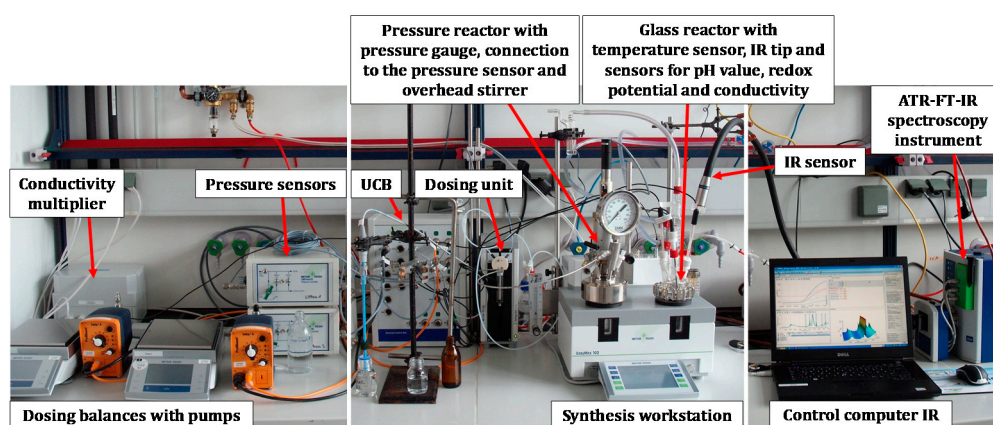 Pressure reactor with
pressure gauge, connection
to the pressure sensor and
overhead stirrer
Glass reactor with
temperature sensor, IR tip and
sensors for pH value, redox
potential and conductivity
ATR-FT-IR
spectroscopy
instrument
Conductivity
multiplier
Pressure sensors
UCB
Dosing unit
IR sensor
DELL
Dosing balances with pumps
Synthesis workstation
Control computer IR